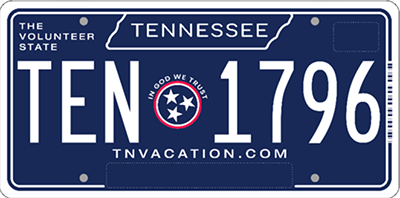 THE
VOLUNTEER
STATE
TENNESSEE
TEN 1796
IN GOD WE TRUST
TNVACATION.COM